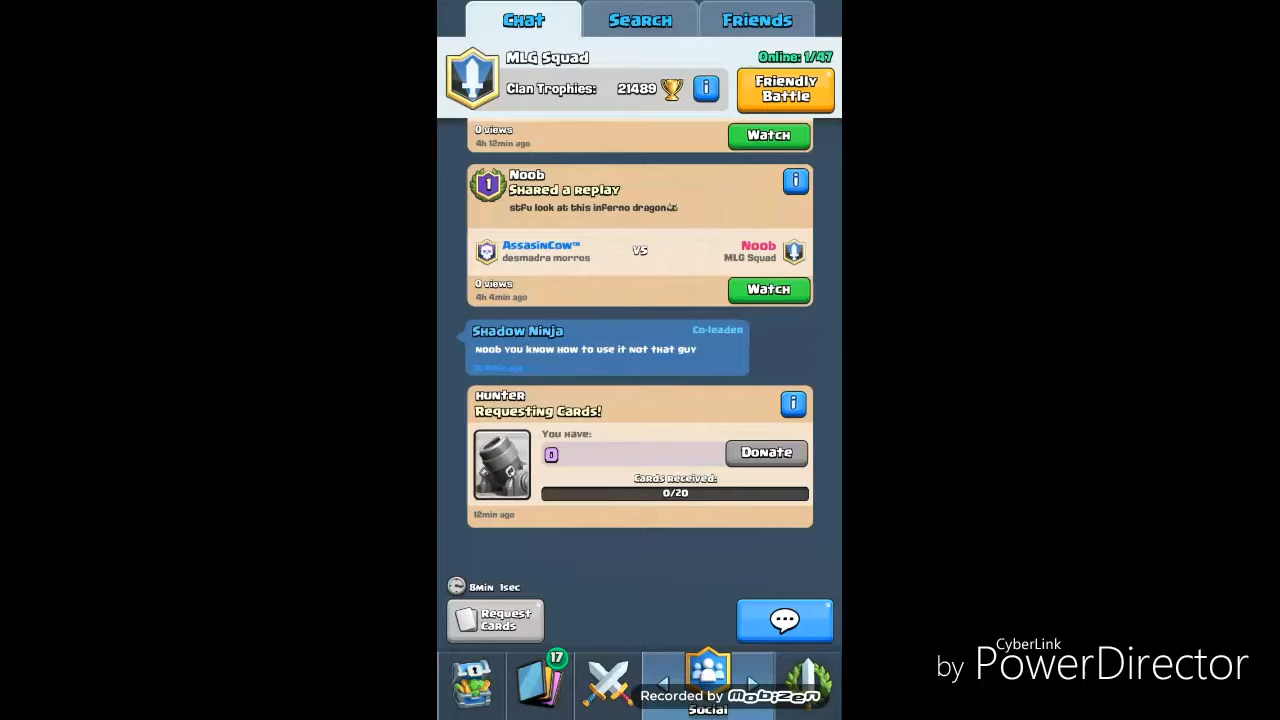 Chat
Search
Friends
MLG Squad
Online: 1/47
Clan Trophies: 21489
i
Friendly
Battle
0 views
4h 12min ago
Watch
1
Noob
Shared a replay
i
stfu look at this inferno dragon
AssasinCow™
desmadra morros
VS
Noob
MLG Squad
0 views
4h 4min ago
Watch
Shadow Ninja
Co-leader
noob you know how to use it not that guy
HUNTER
Requesting Cards!
i
You have:
0
Donate
Cards received:
0/20
12min ago
8min 1sec
Request
Cards
17
Social
Recorded by mobizen
CyberLink
by PowerDirector